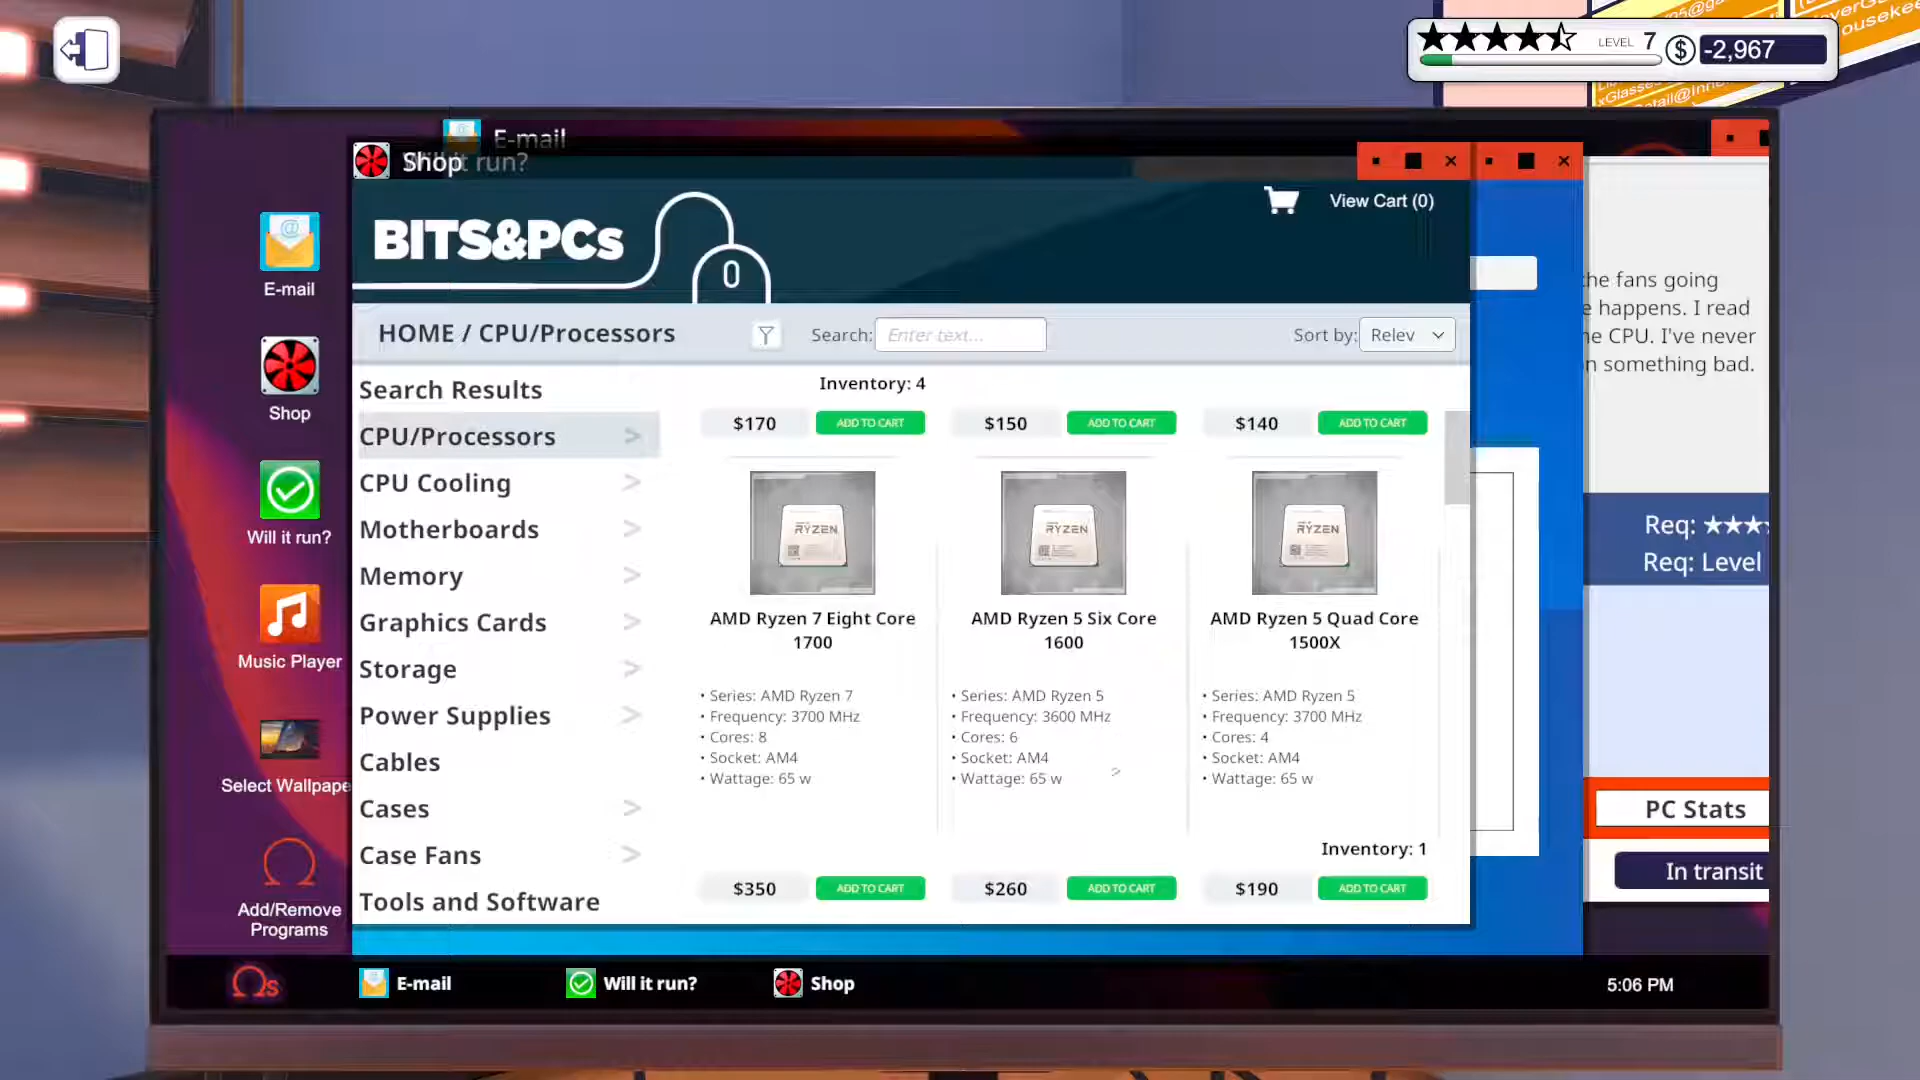 LEVEL 7
$ -2,967
E-mail
Shop
run?
View Cart (0)
BITS&PCs
HOME / CPU/Processors
Search:
Enter text...
Sort by:
Relev
E-mail
Shop
Will it run?
Music Player
Select Wallpape
Add/Remove
Programs
Search Results
CPU/Processors >
CPU Cooling >
Motherboards >
Memory >
Graphics Cards >
Storage >
Power Supplies >
Cables
Cases >
Case Fans >
Tools and Software
Inventory: 4
$170
ADD TO CART
$150
ADD TO CART
$140
ADD TO CART
RYZEN
AMD Ryzen 7 Eight Core
1700
• Series: AMD Ryzen 7
• Frequency: 3700 MHz
• Cores: 8
• Socket: AM4
• Wattage: 65 w
$350
ADD TO CART
RYZEN
AMD Ryzen 5 Six Core
1600
• Series: AMD Ryzen 5
• Frequency: 3600 MHz
• Cores: 6
• Socket: AM4
• Wattage: 65 w
$260
ADD TO CART
RYZEN
AMD Ryzen 5 Quad Core
1500X
• Series: AMD Ryzen 5
• Frequency: 3700 MHz
• Cores: 4
• Socket: AM4
• Wattage: 65 w
Inventory: 1
$190
ADD TO CART
the fans going
e happens. I read
he CPU. I've never
n something bad.
Req: ★★★
Req: Level
PC Stats
In transit
Ωs
E-mail
Will it run?
Shop
5:06 PM